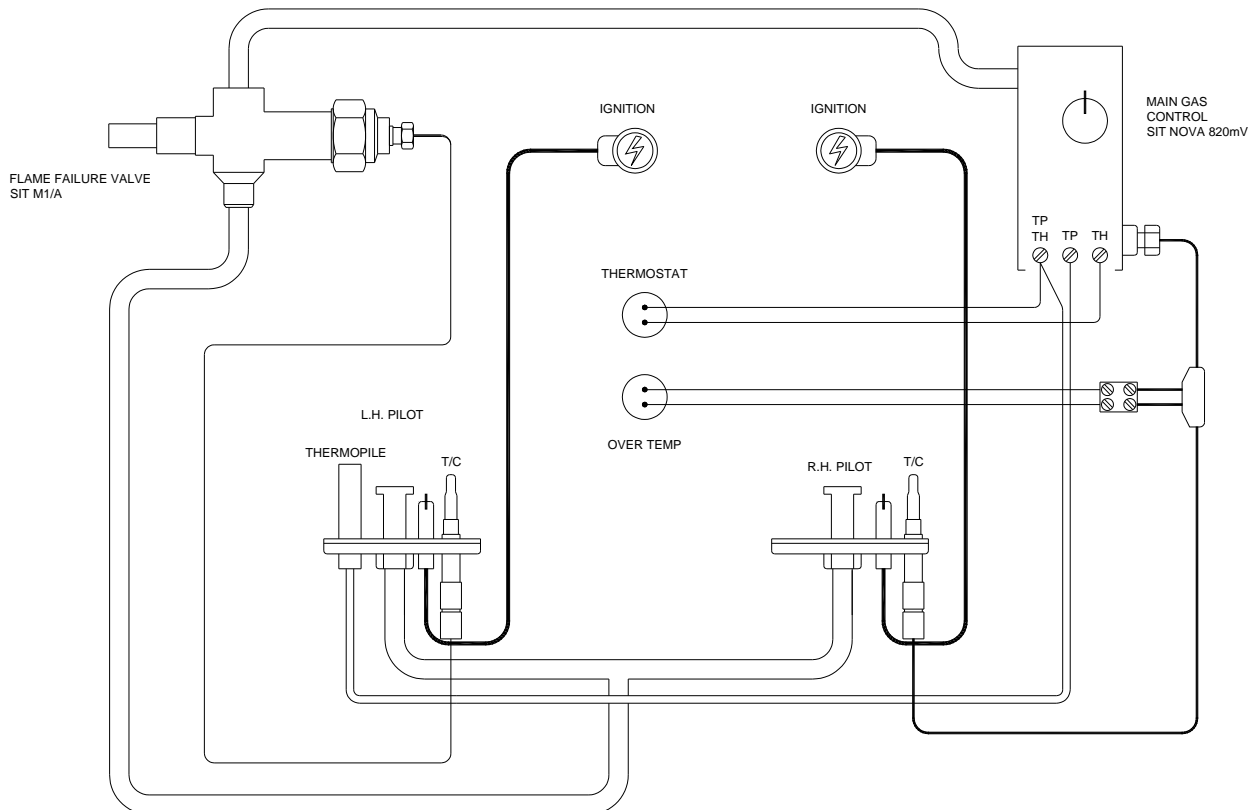 IGNITION
IGNITION
MAIN GAS
CONTROL
SIT NOVA 820mV
FLAME FAILURE VALVE
SIT M1/A
TP
TH
TP
TH
THERMOSTAT
L.H. PILOT
OVER TEMP
THERMOPILE
T/C
R.H. PILOT
T/C